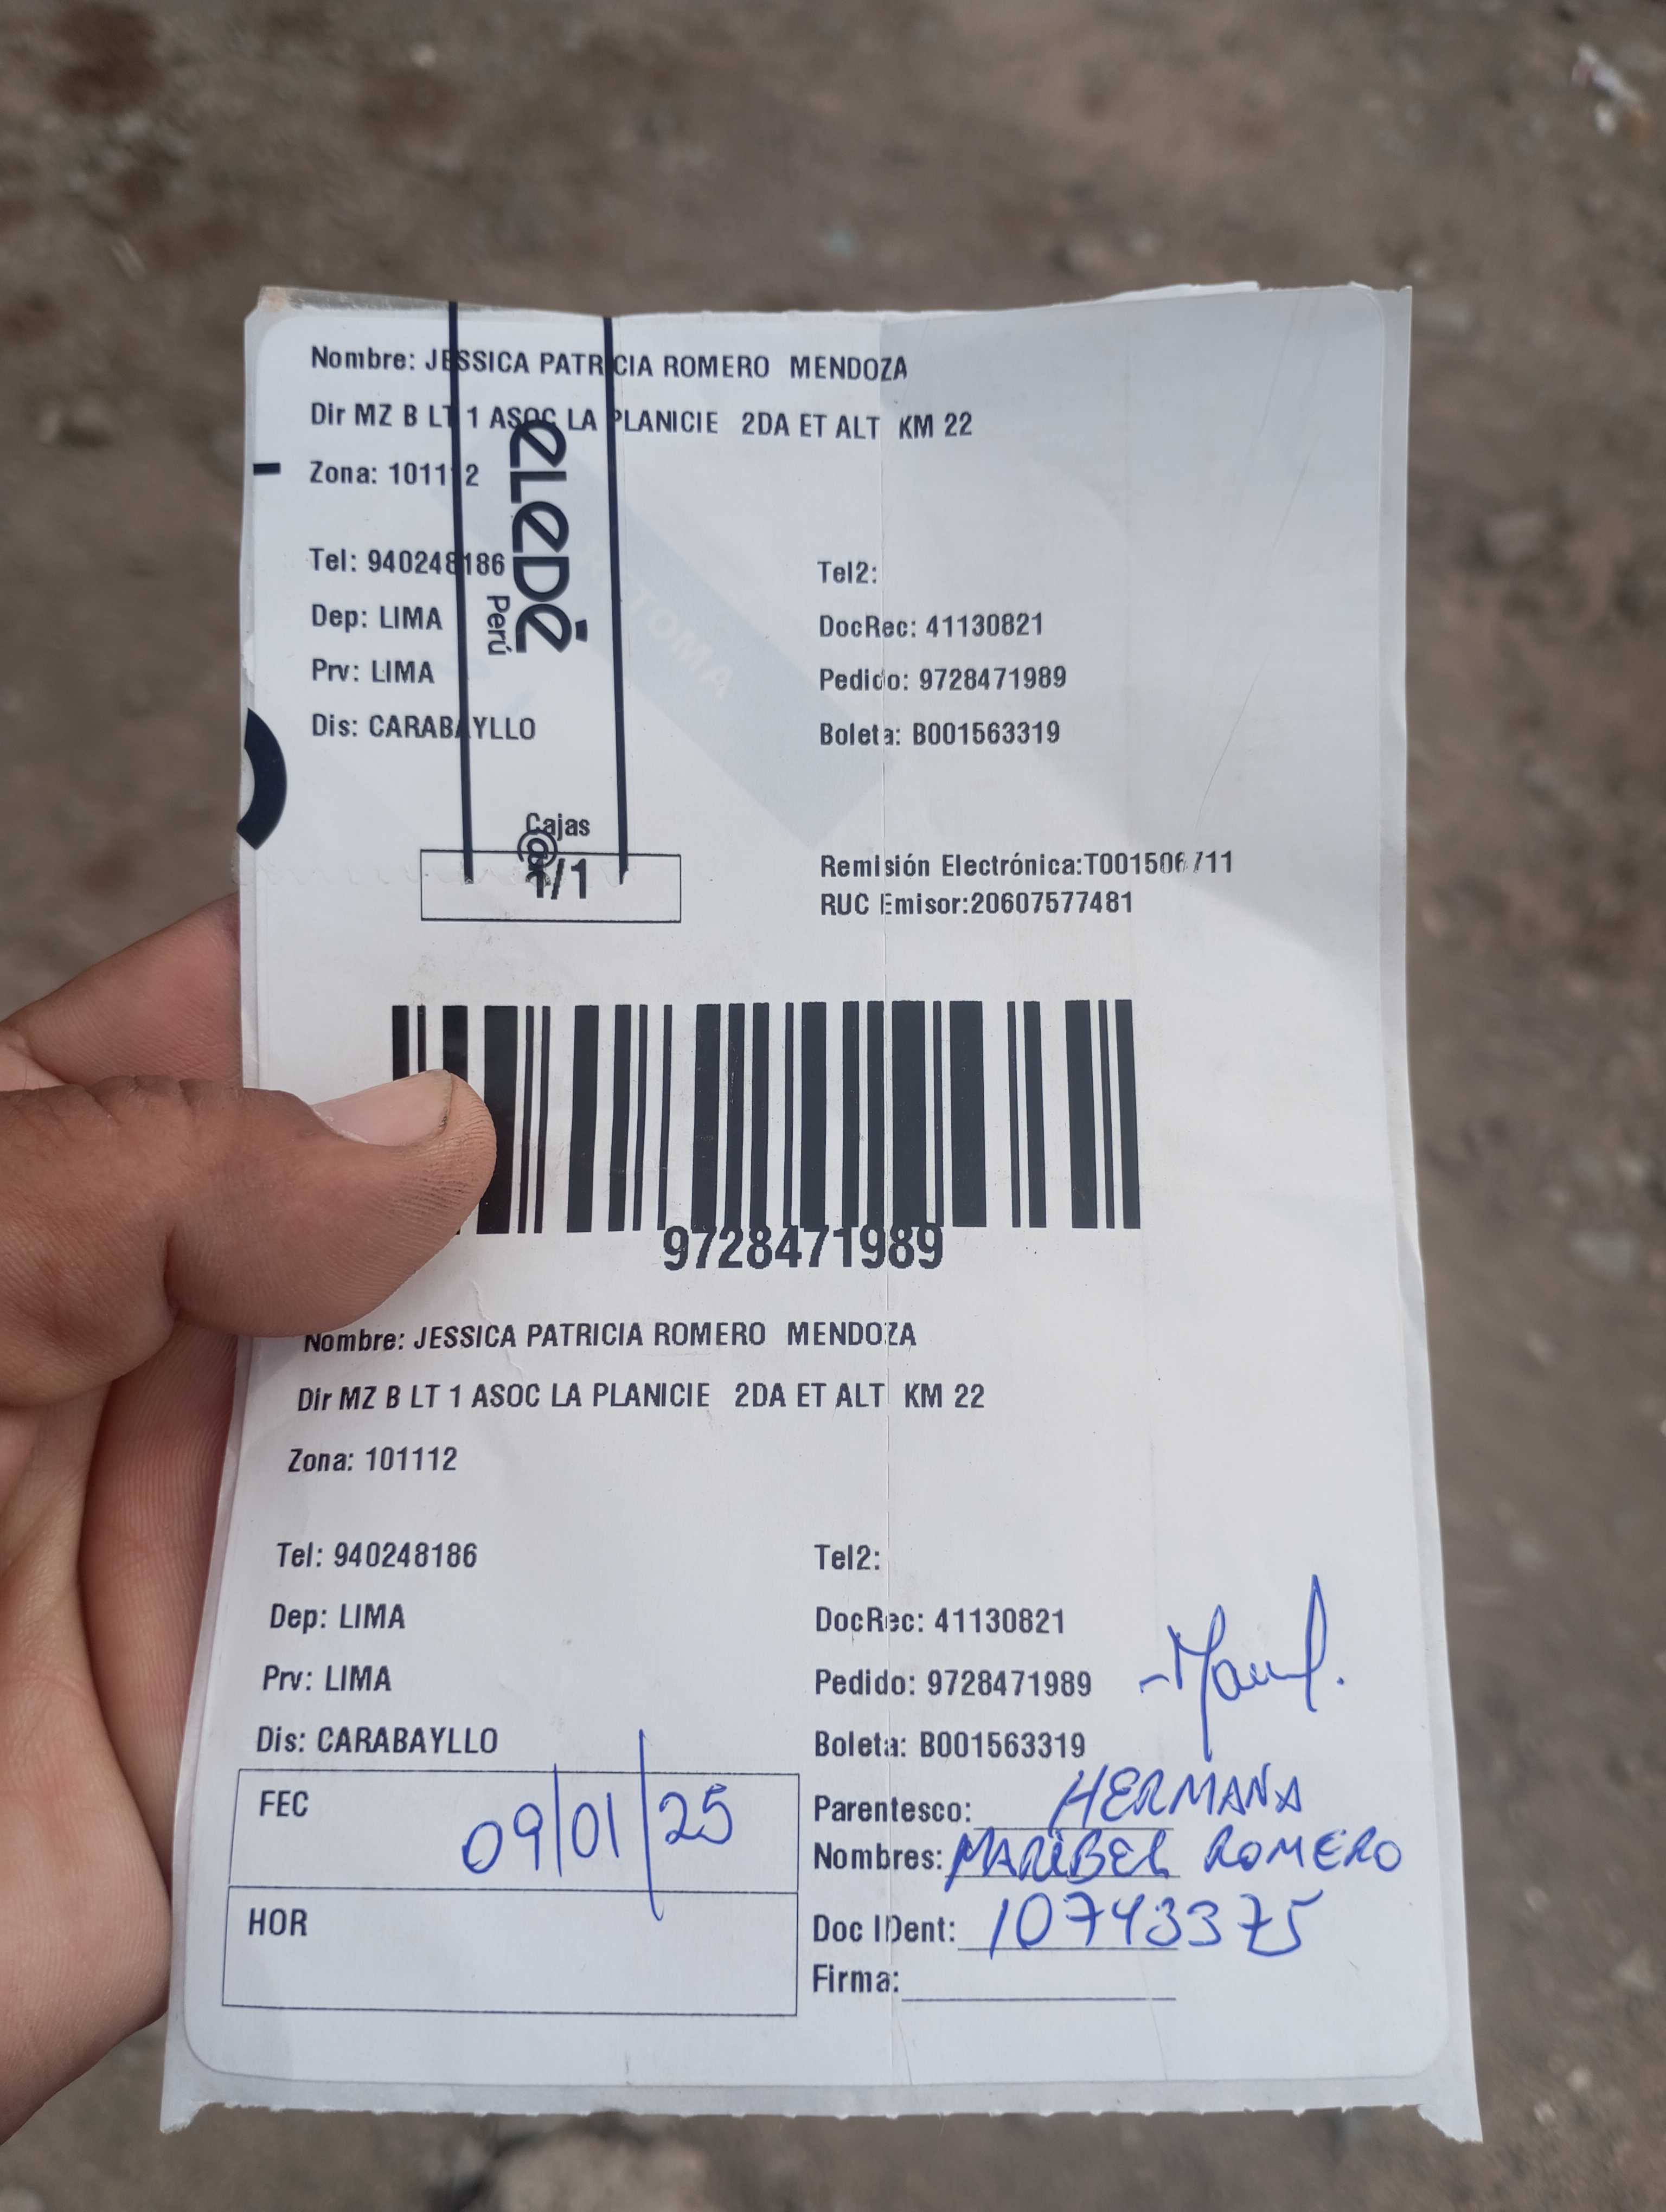 Nombre: JESSICA PATRICIA ROMERO MENDOZA
Dir MZ B LT 1 ASOC LA PLANICIE 2DA ET ALT KM 22
Zona: 101112
eLeDé
Perú
Tel: 940248186
Tel2:
Dep: LIMA
DocRec: 41130821
Prv: LIMA
Pedido: 9728471989
Dis: CARABAYLLO
Boleta: B001563319
Cajas
1/1
Remisión Electrónica:T001506711
RUC Emisor:20607577481
9728471989
Nombre: JESSICA PATRICIA ROMERO MENDOZA
Dir MZ B LT 1 ASOC LA PLANICIE 2DA ET ALT KM 22
Zona: 101112
Tel: 940248186
Tel2:
Dep: LIMA
DocRec: 41130821
Prv: LIMA
Pedido: 9728471989
Dis: CARABAYLLO
Boleta: B001563319
FEC 09/01/25
Parentesco: HERMANA
Nombres: MARIBEL ROMERO
HOR
Doc IDent: 10743375
Firma: